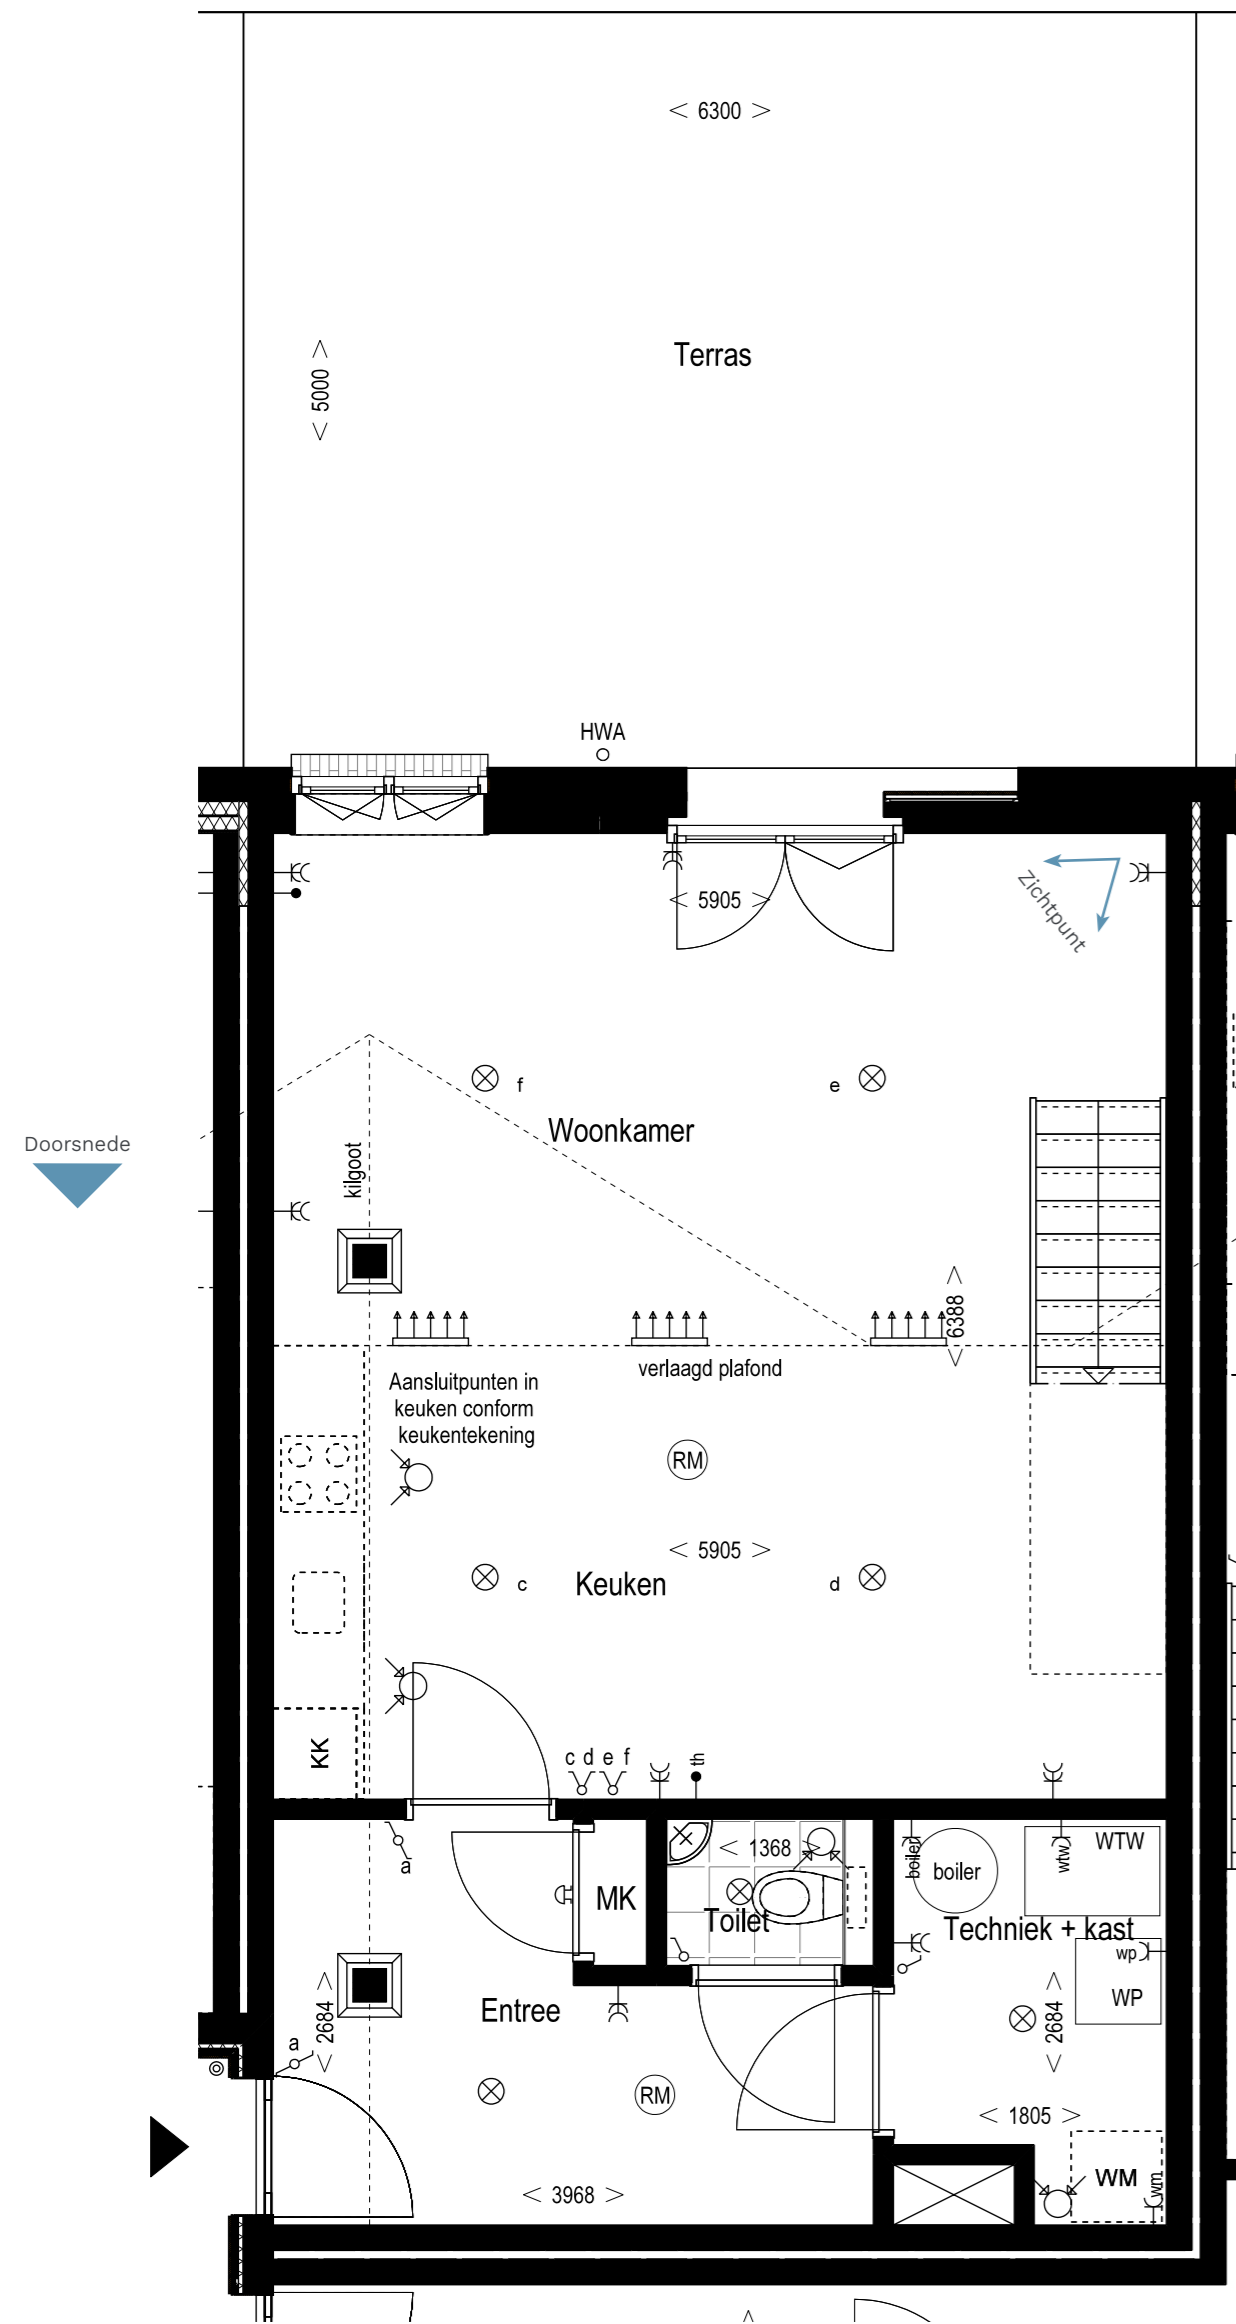 < 6300 >
Terras
< 5000 >
HWA
< 5905 >
Zichtpunt
f
e
Woonkamer
Doorsnede
kilgoot
< 6388 >
verlaagd plafond
Aansluitpunten in
keuken conform
keukentekening
RM
< 5905 >
c
Keuken
d
KK
c d e f
th
a
MK
< 1368 >
Toilet
boiler
boiler
wtw
WTW
Techniek + kast
wp
WP
Entree
< 2684 >
a
< 2684 >
RM
< 1805 >
< 3968 >
WM
wm